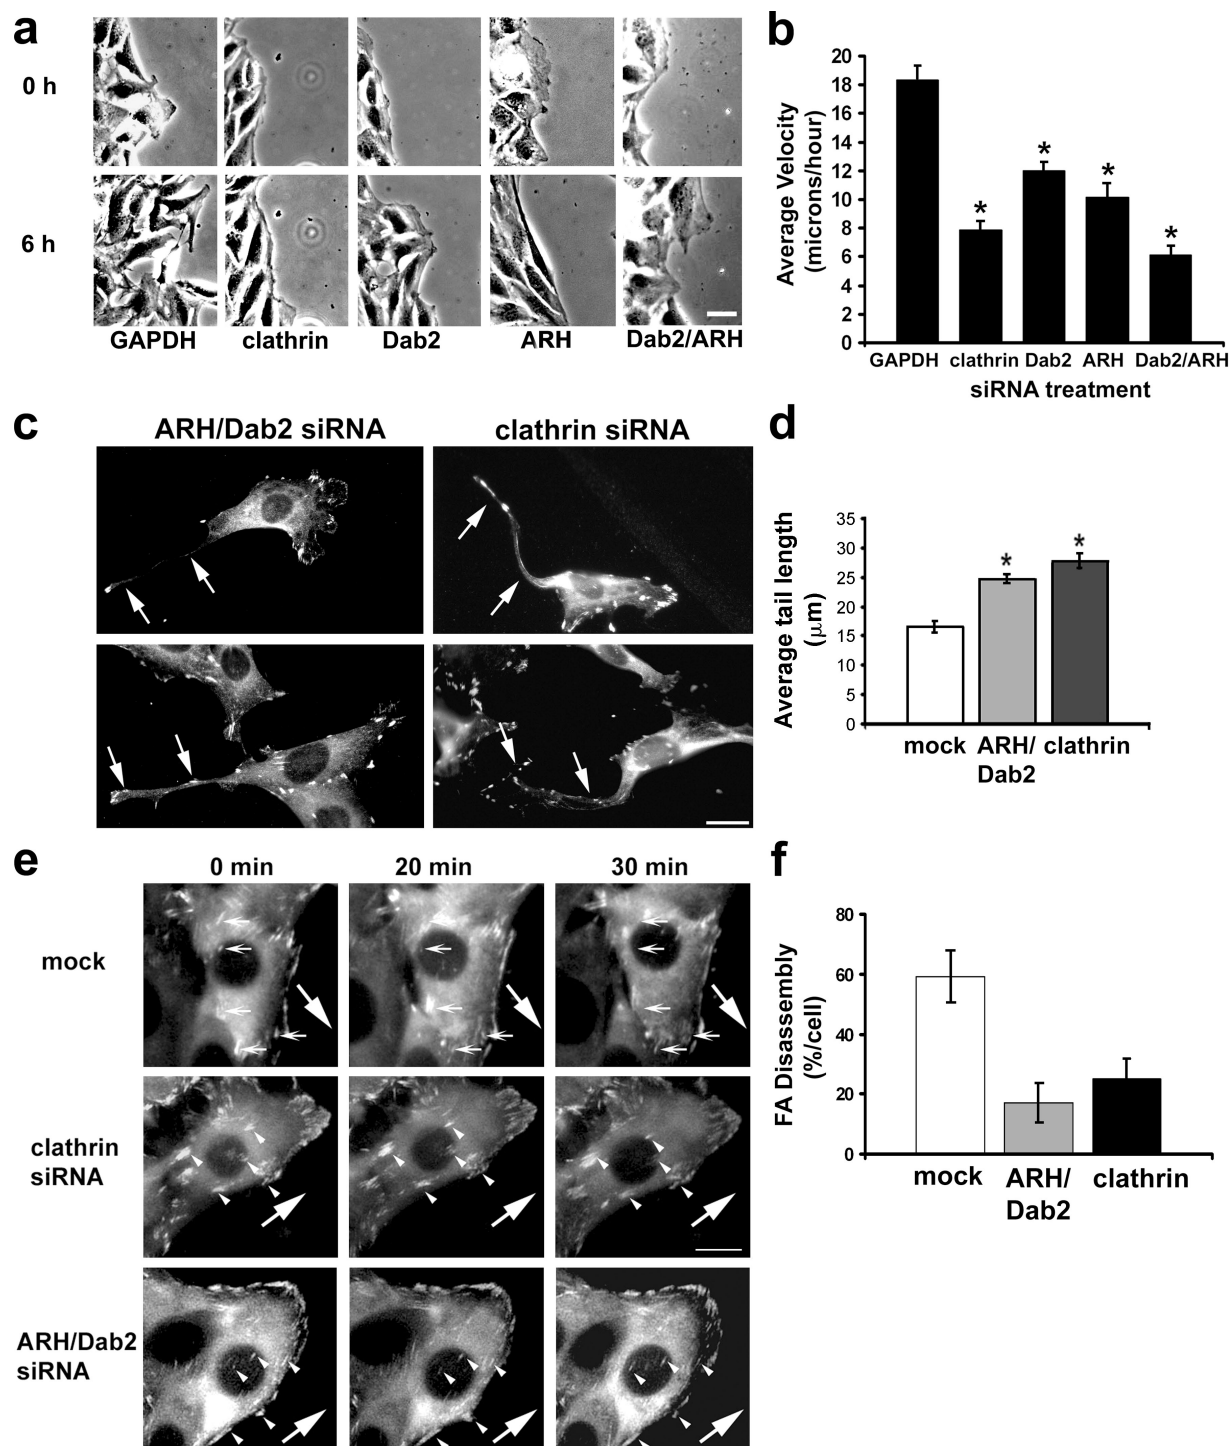 a
0 h
6 h
GAPDH clathrin Dab2 ARH Dab2/ARH
b
Average Velocity
(microns/hour)
20
18
16
14
12
10
8
6
4
2
0
* * * *
GAPDH clathrin Dab2 ARH Dab2/ARH
siRNA treatment
c
ARH/Dab2 siRNA clathrin siRNA
d
Average tail length
(μm)
35
30
25
20
15
10
5
0
* *
mock ARH/ clathrin
Dab2
e
0 min 20 min 30 min
mock
clathrin
siRNA
ARH/Dab2
siRNA
f
FA Disassembly
(%/cell)
80
60
40
20
0
mock ARH/ clathrin
Dab2